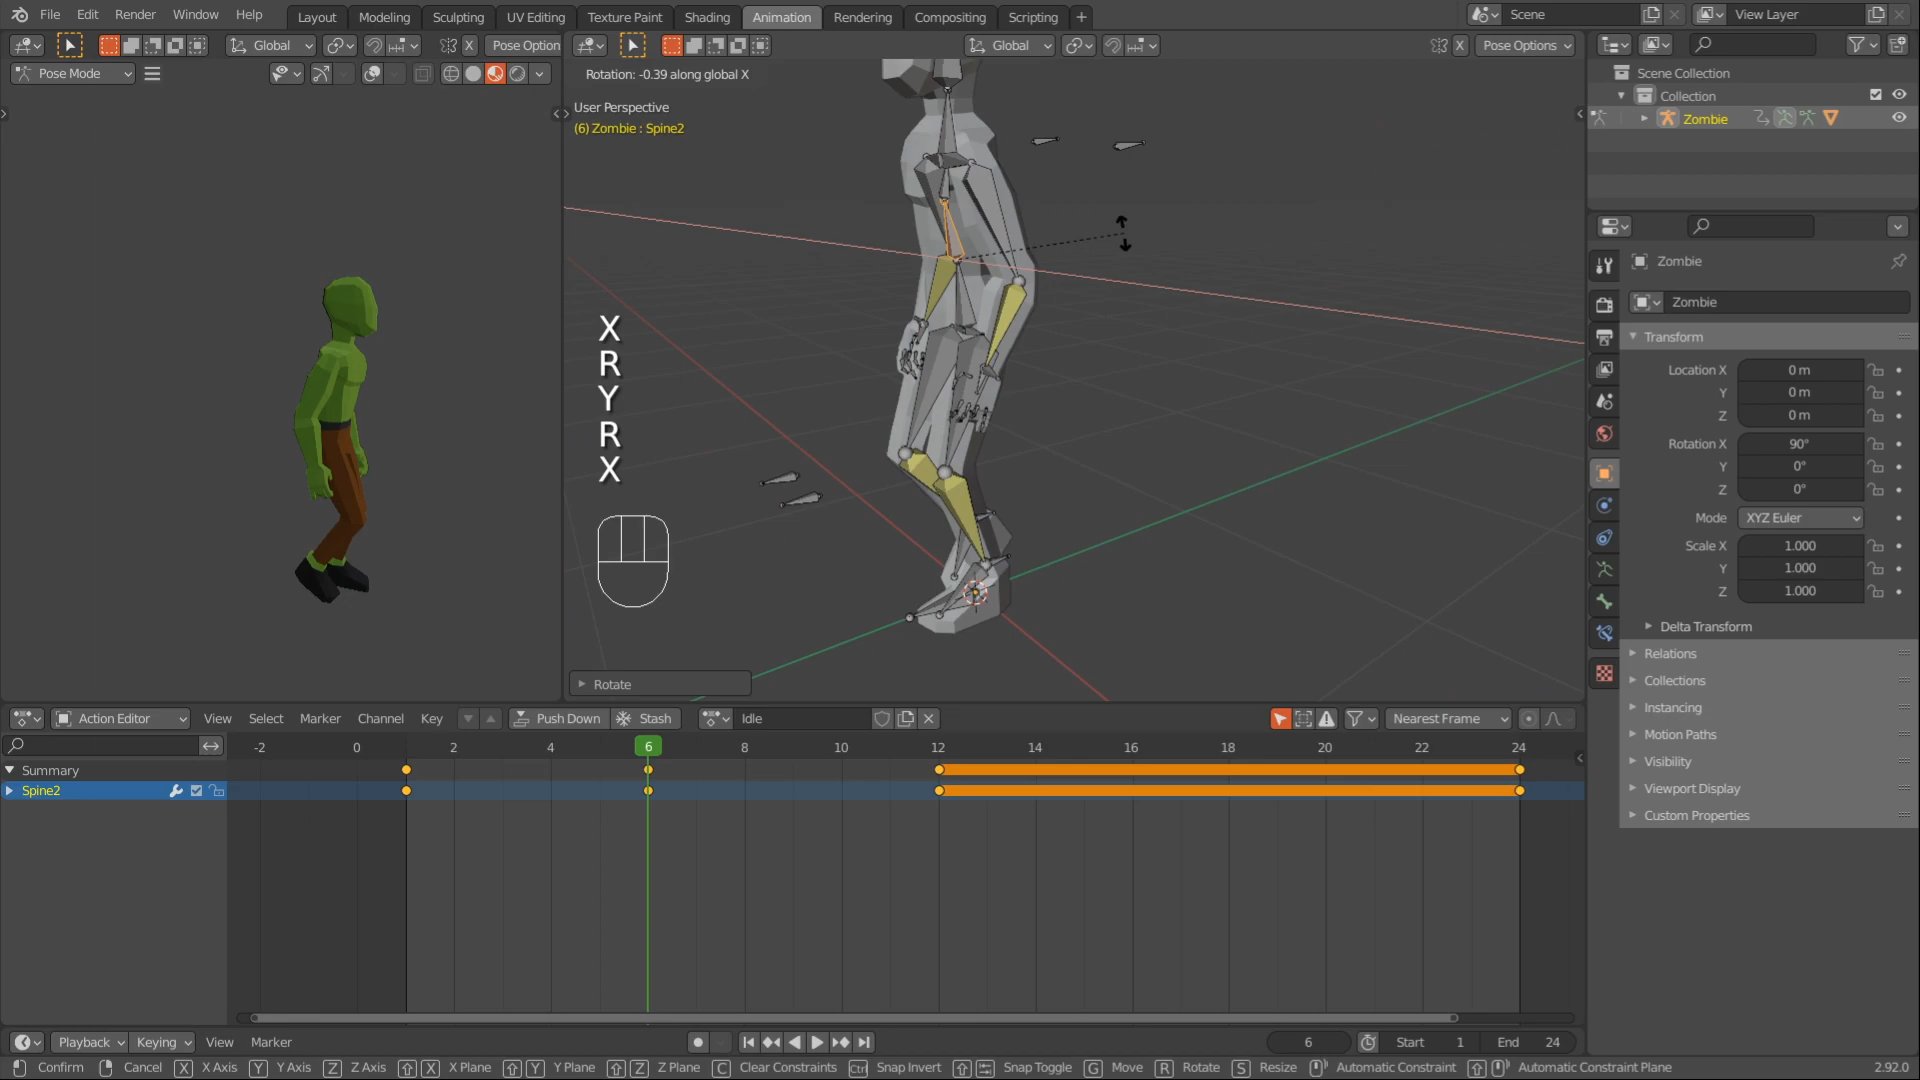 File Edit Render Window Help Layout Modeling Sculpting UV Editing Texture Paint Shading Animation Rendering Compositing Scripting + Scene View Layer
Global X Pose Option Global X Pose Options
Pose Mode
Rotation: -0.39 along global X
User Perspective
(6) Zombie : Spine2
X
R
Y
R
X
Rotate
Scene Collection
Collection
Zombie
Zombie
Zombie
Transform
Location X 0 m
Y 0 m
Z 0 m
Rotation X 90°
Y 0°
Z 0°
Mode XYZ Euler
Scale X 1.000
Y 1.000
Z 1.000
Delta Transform
Relations
Collections
Instancing
Motion Paths
Visibility
Viewport Display
Custom Properties
Action Editor View Select Marker Channel Key Push Down Stash Idle Nearest Frame
-2 0 2 4 6 8 10 12 14 16 18 20 22 24
Summary
Spine2
Playback Keying View Marker 6 Start 1 End 24
Confirm Cancel X X Axis Y Y Axis Z Z Axis X X Plane Y Y Plane Z Z Plane C Clear Constraints Ctrl Snap Invert Snap Toggle G Move R Rotate S Resize Automatic Constraint Automatic Constraint Plane 2.92.0